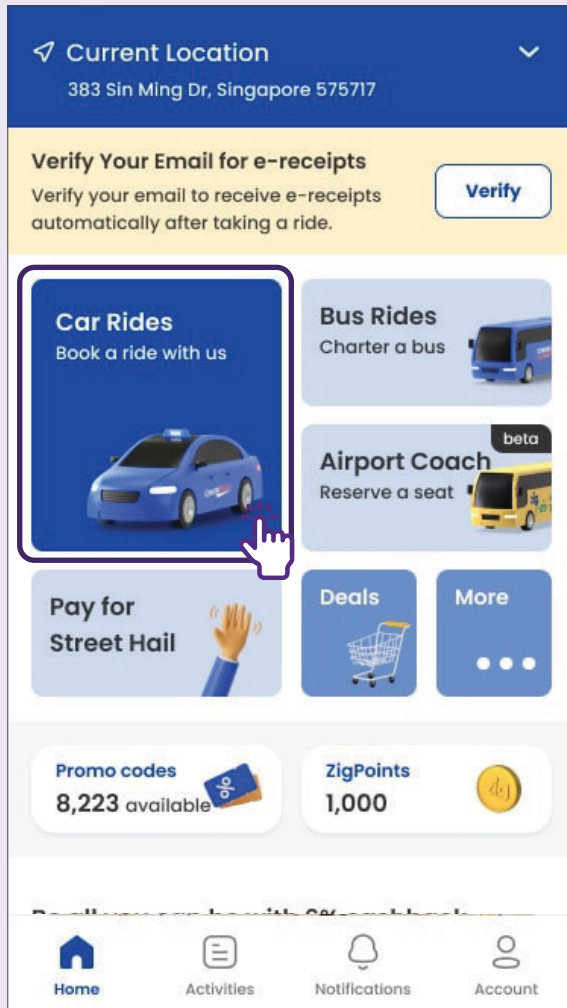 Current Location
383 Sin Ming Dr, Singapore 575717
Verify Your Email for e-receipts
Verify your email to receive e-receipts
automatically after taking a ride.
Verify
Car Rides
Book a ride with us
Bus Rides
Charter a bus
beta
Airport Coach
Reserve a seat
Pay for
Street Hail
Deals
More
Promo codes
8,223 available
ZigPoints
1,000
Home
Activities
Notifications
Account